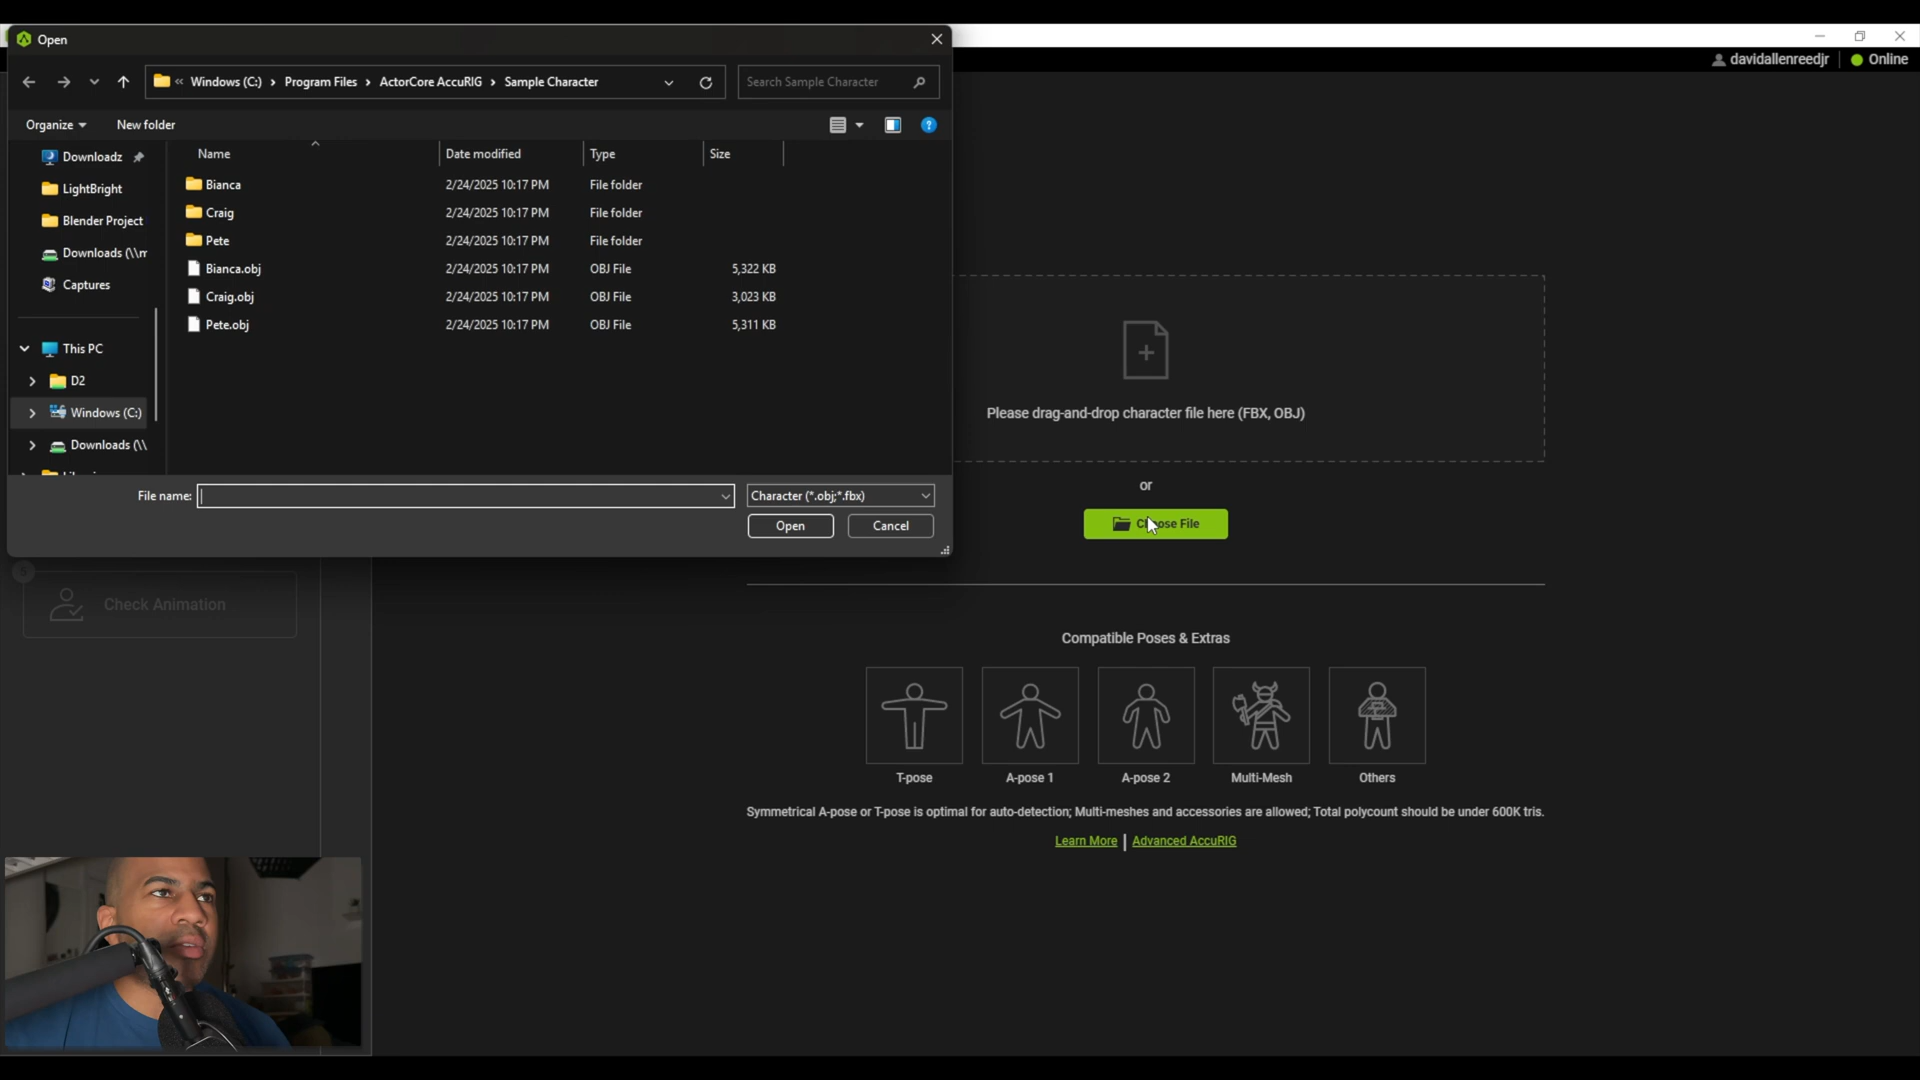 Open
davidallenreedjr
Online
« Windows (C:) › Program Files › ActorCore AccuRIG › Sample Character
Search Sample Character
Organize
New folder
Name
Date modified
Type
Size
Downloadz
LightBright
Blender Project
Downloads (\\m
Captures
This PC
D2
Windows (C:)
Downloads (\\
Bianca 2/24/2025 10:17 PM File folder
Craig 2/24/2025 10:17 PM File folder
Pete 2/24/2025 10:17 PM File folder
Bianca.obj 2/24/2025 10:17 PM OBJ File 5,322 KB
Craig.obj 2/24/2025 10:17 PM OBJ File 3,023 KB
Pete.obj 2/24/2025 10:17 PM OBJ File 5,311 KB
File name:
Character (*.obj;*.fbx)
Open
Cancel
Please drag-and-drop character file here (FBX, OBJ)
or
Choose File
Check Animation
Compatible Poses & Extras
T-pose
A-pose 1
A-pose 2
Multi-Mesh
Others
Symmetrical A-pose or T-pose is optimal for auto-detection; Multi-meshes and accessories are allowed; Total polycount should be under 600K tris.
Learn More | Advanced AccuRIG